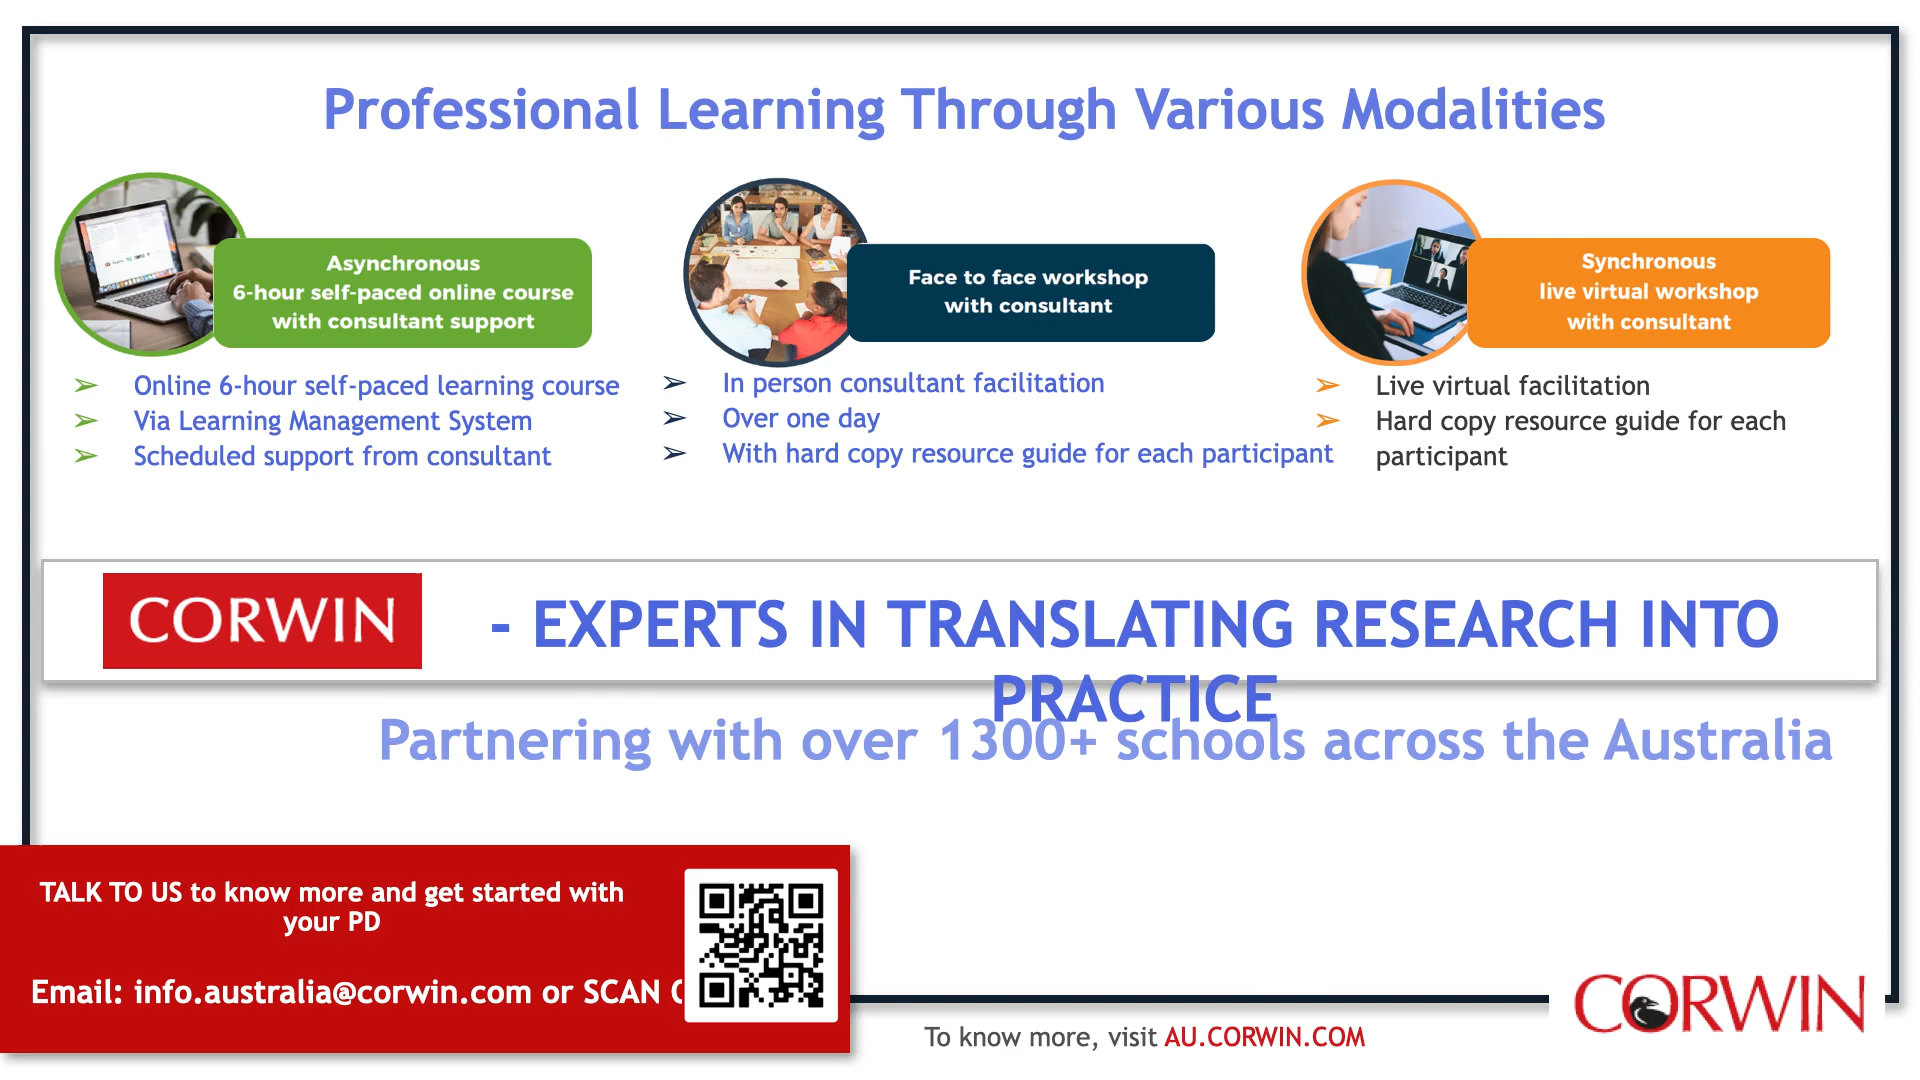 Professional Learning Through Various Modalities
Asynchronous
6-hour self-paced online course
with consultant support
Online 6-hour self-paced learning course
Via Learning Management System
Scheduled support from consultant
Face to face workshop
with consultant
In person consultant facilitation
Over one day
With hard copy resource guide for each participant
Synchronous
live virtual workshop
with consultant
Live virtual facilitation
Hard copy resource guide for each
participant
CORWIN
- EXPERTS IN TRANSLATING RESEARCH INTO
PRACTICE
Partnering with over 1300+ schools across the Australia
TALK TO US to know more and get started with
your PD
Email: info.australia@corwin.com or SCAN
To know more, visit AU.CORWIN.COM
CORWIN